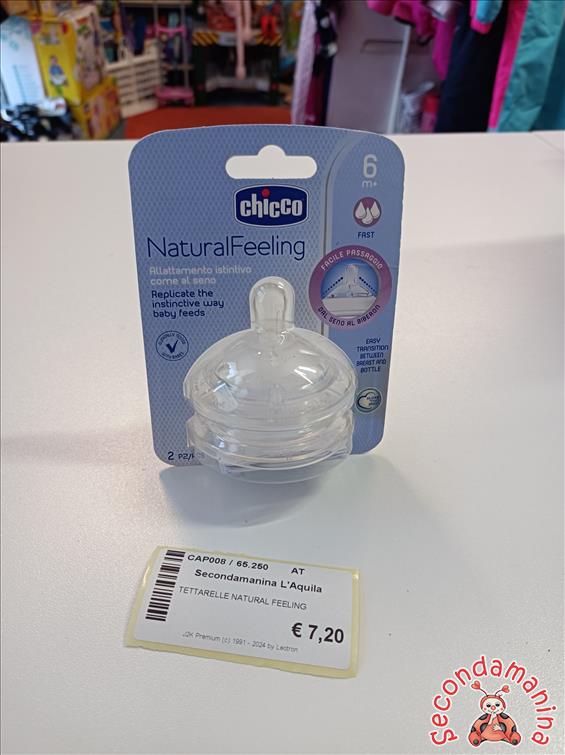 chicco
NaturalFeeling
Allattamento istintivo
come al seno
Replicate the
instinctive way
baby feeds
6
m+
FAST
FACILE PASSAGGIO
DAL SENO AL BIBERON
EASY
TRANSITION
BETWEEN
BREAST AND
BOTTLE
2 PZ/PCS
CAP008 / 65.250 AT
Secondamanina L'Aquila
TETTARELLE NATURAL FEELING
€ 7,20
J2K Premium (c) 1991 - 2024 by Leotron
Secondamanina